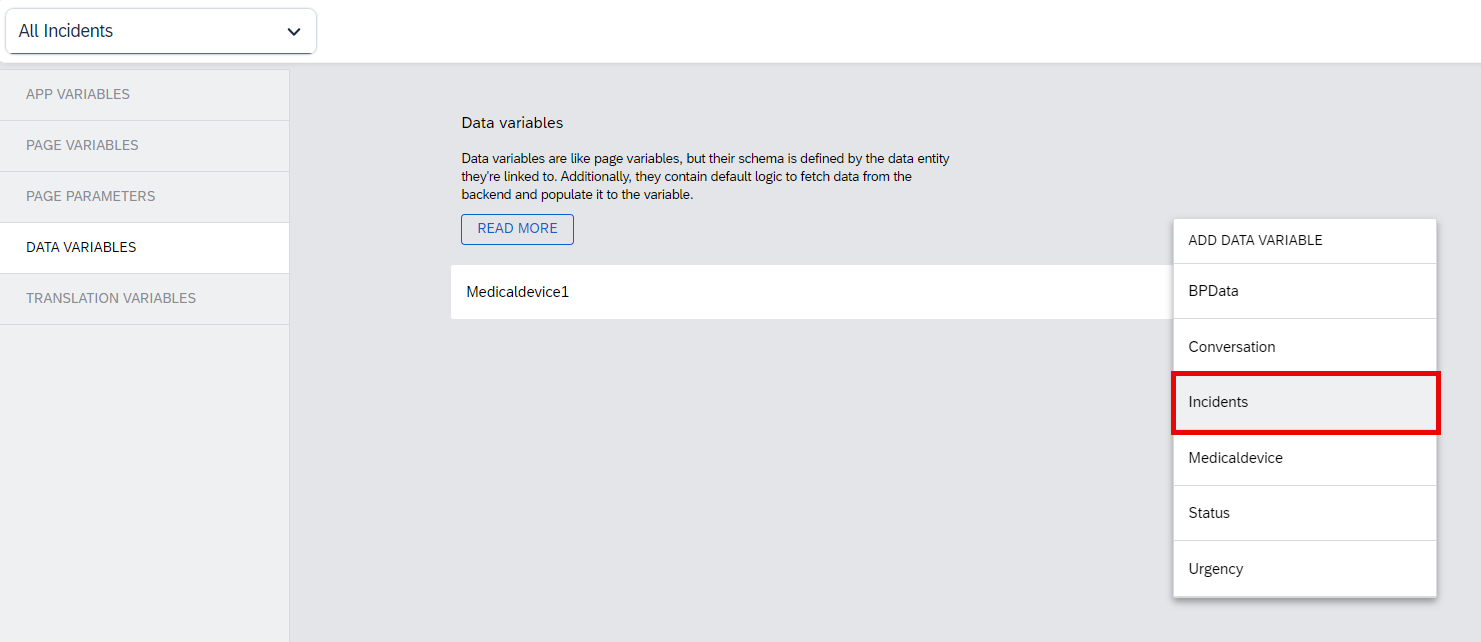 All Incidents
APP VARIABLES
PAGE VARIABLES
PAGE PARAMETERS
DATA VARIABLES
TRANSLATION VARIABLES
Data variables
Data variables are like page variables, but their schema is defined by the data entity
they're linked to. Additionally, they contain default logic to fetch data from the
backend and populate it to the variable.
READ MORE
Medicaldevice1
ADD DATA VARIABLE
BPData
Conversation
Incidents
Medicaldevice
Status
Urgency